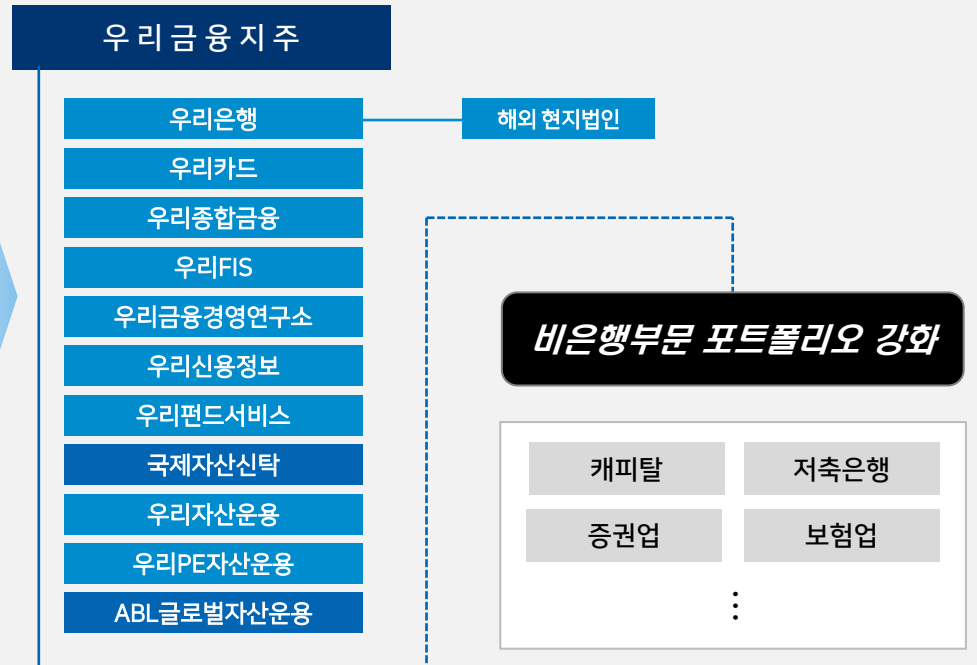 우리금융지주
우리은행
해외 현지법인
우리카드
우리종합금융
우리FIS
우리금융경영연구소
우리신용정보
우리펀드서비스
국제자산신탁
우리자산운용
우리PE자산운용
ABL글로벌자산운용
비은행부문 포트폴리오 강화
캐피탈
저축은행
증권업
보험업
⋮